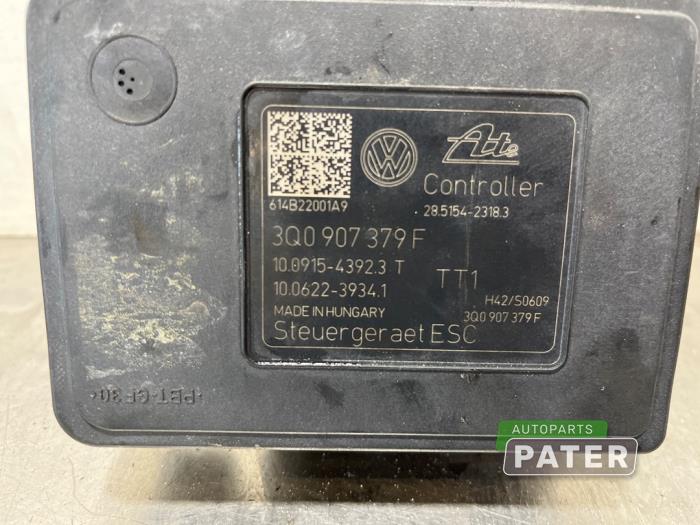 Ate
Controller
28.5154-2318.3
614B22001A9
3Q0 907 379 F
10.0915-4392.3 T
10.0622-3934.1
TT1
H42/S0609
MADE IN HUNGARY
3Q0 907 379 F
Steuergeraet ESC
·PBT-GF30·
AUTOPARTS
PATER